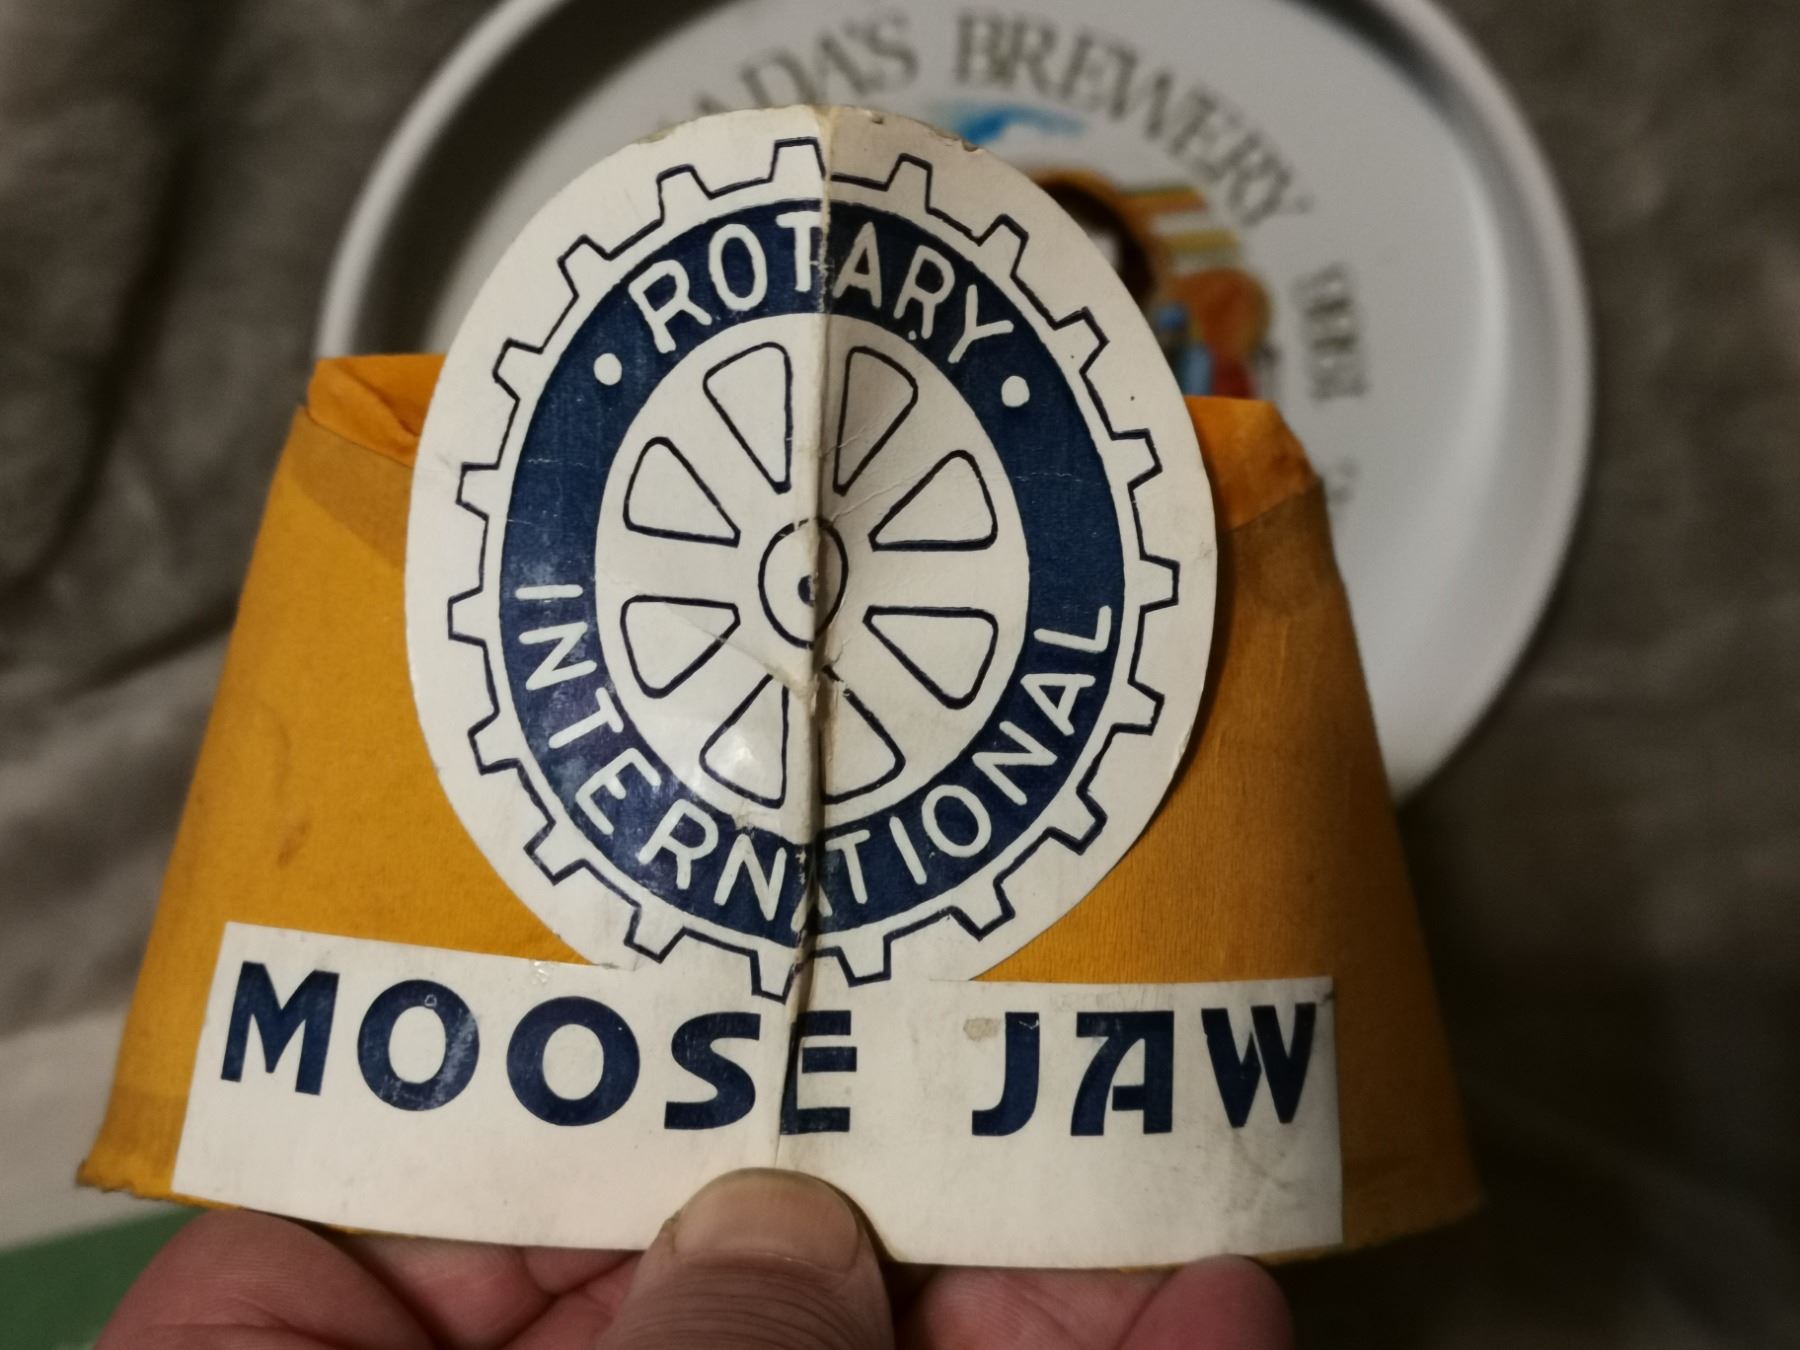 BREWERY
ROTARY
INTERNATIONAL
MOOSE JAW